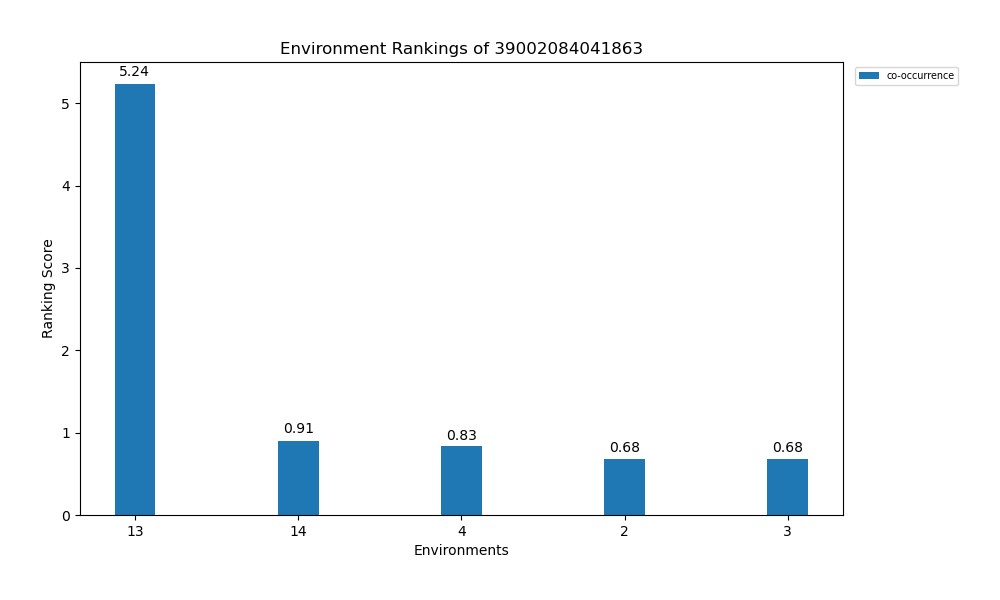 Environment Rankings of 39002084041863
co-occurrence
Ranking Score
5
4
3
2
1
0
5.24
0.91
0.83
0.68
0.68
13 14 4 2 3
Environments